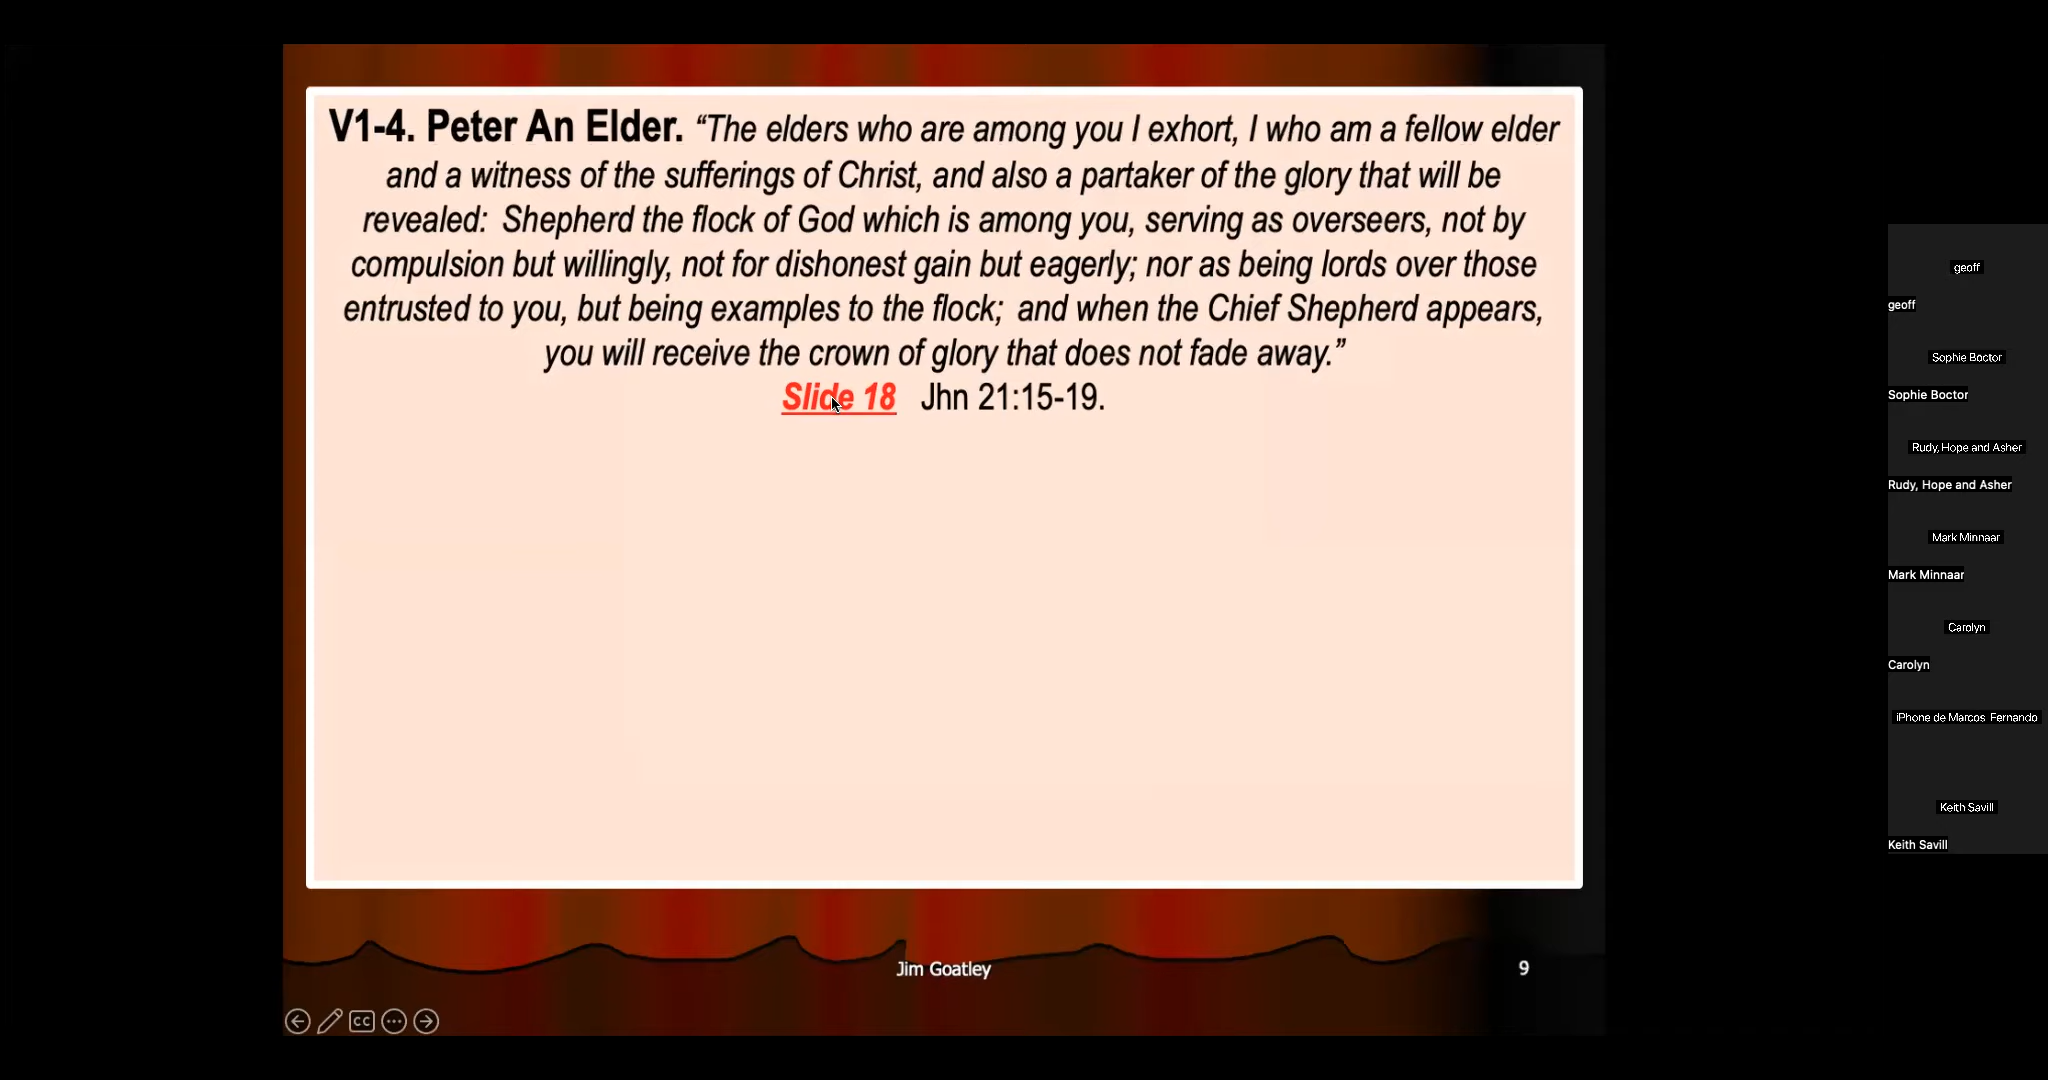 V1-4. Peter An Elder. “The elders who are among you I exhort, I who am a fellow elder
and a witness of the sufferings of Christ, and also a partaker of the glory that will be
revealed: Shepherd the flock of God which is among you, serving as overseers, not by
compulsion but willingly, not for dishonest gain but eagerly; nor as being lords over those
entrusted to you, but being examples to the flock; and when the Chief Shepherd appears,
you will receive the crown of glory that does not fade away.”
Slide 18 Jhn 21:15-19.
Jim Goatley
9
CC
geoff
geoff
Sophie Boctor
Sophie Boctor
Rudy, Hope and Asher
Rudy, Hope and Asher
Mark Minnaar
Mark Minnaar
Carolyn
Carolyn
iPhone de Marcos Fernando
Keith Savill
Keith Savill